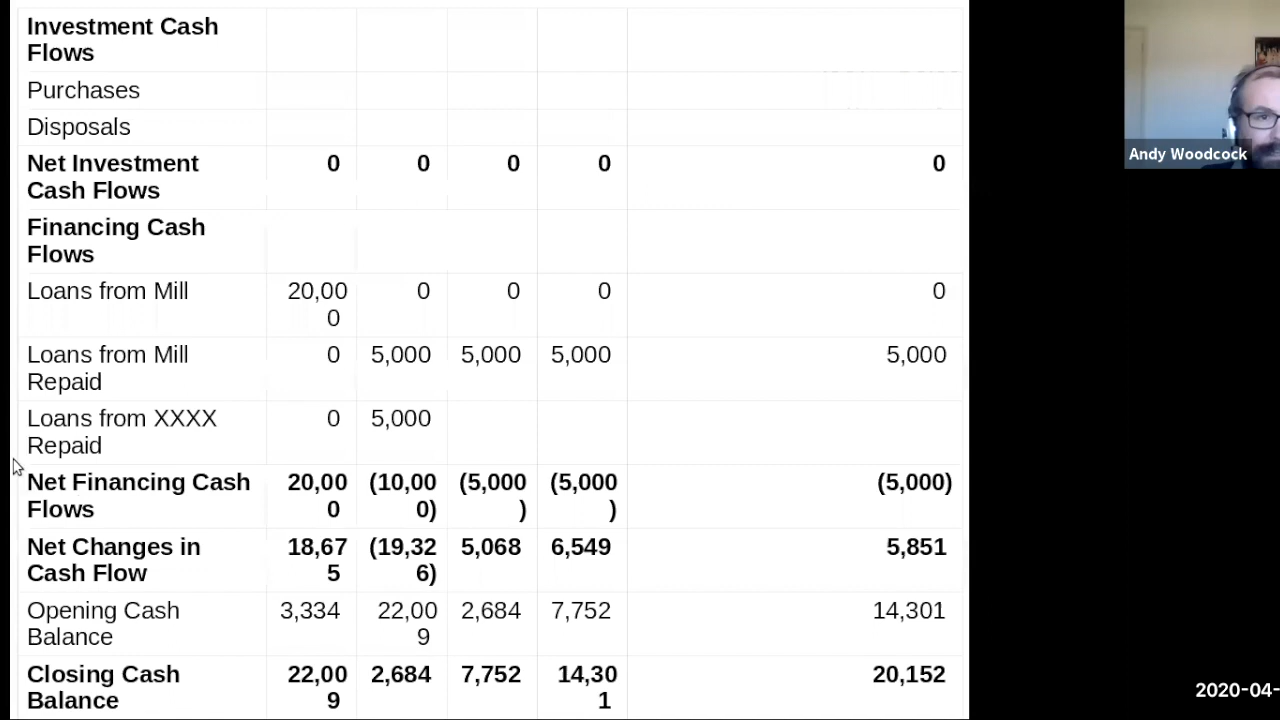 Investment Cash
Flows
Purchases
Disposals
Net Investment 0 0 0 0 0
Cash Flows
Financing Cash
Flows
Loans from Mill 20,00 0 0 0 0
0
Loans from Mill 0 5,000 5,000 5,000 5,000
Repaid
Loans from XXXX 0 5,000
Repaid
Net Financing Cash 20,00 (10,00 (5,000 (5,000 (5,000)
Flows 0 0) ) )
Net Changes in 18,67 (19,32 5,068 6,549 5,851
Cash Flow 5 6)
Opening Cash 3,334 22,00 2,684 7,752 14,301
Balance 9
Closing Cash 22,00 2,684 7,752 14,30 20,152
Balance 9 1
Andy Woodcock
2020-04-